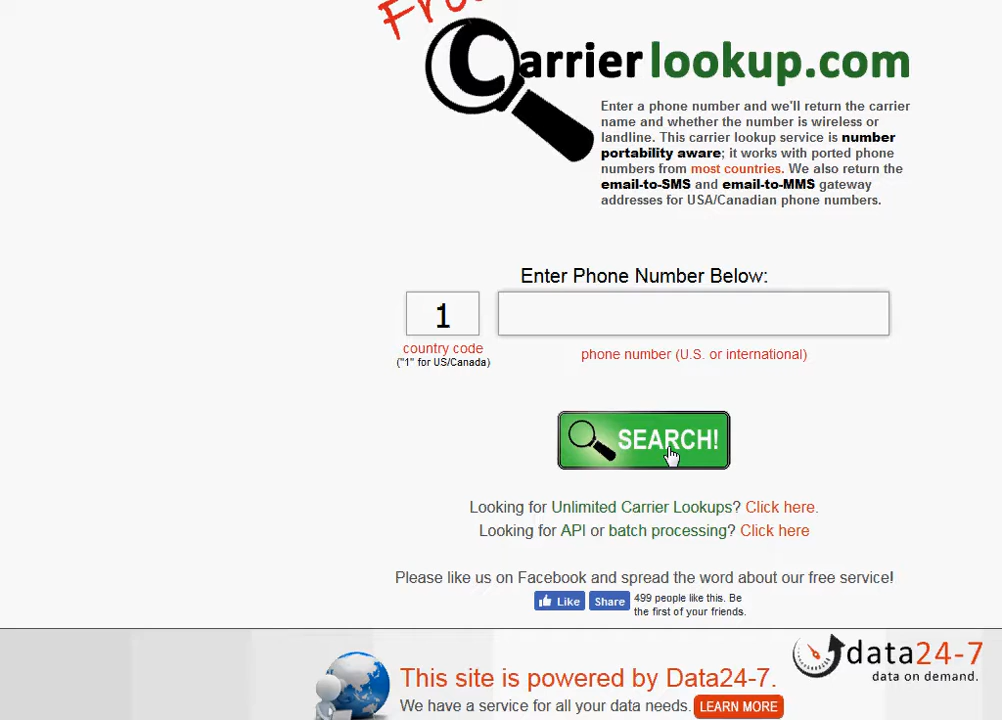 Carrierlookup.com
Enter a phone number and we'll return the carrier
name and whether the number is wireless or
landline. This carrier lookup service is number
portability aware; it works with ported phone
numbers from most countries. We also return the
email-to-SMS and email-to-MMS gateway
addresses for USA/Canadian phone numbers.
Enter Phone Number Below:
1
country code
("1" for US/Canada)
phone number (U.S. or international)
SEARCH!
Looking for Unlimited Carrier Lookups? Click here.
Looking for API or batch processing? Click here
Please like us on Facebook and spread the word about our free service!
Like Share 499 people like this. Be
the first of your friends.
data24-7
data on demand.
This site is powered by Data24-7.
We have a service for all your data needs. LEARN MORE